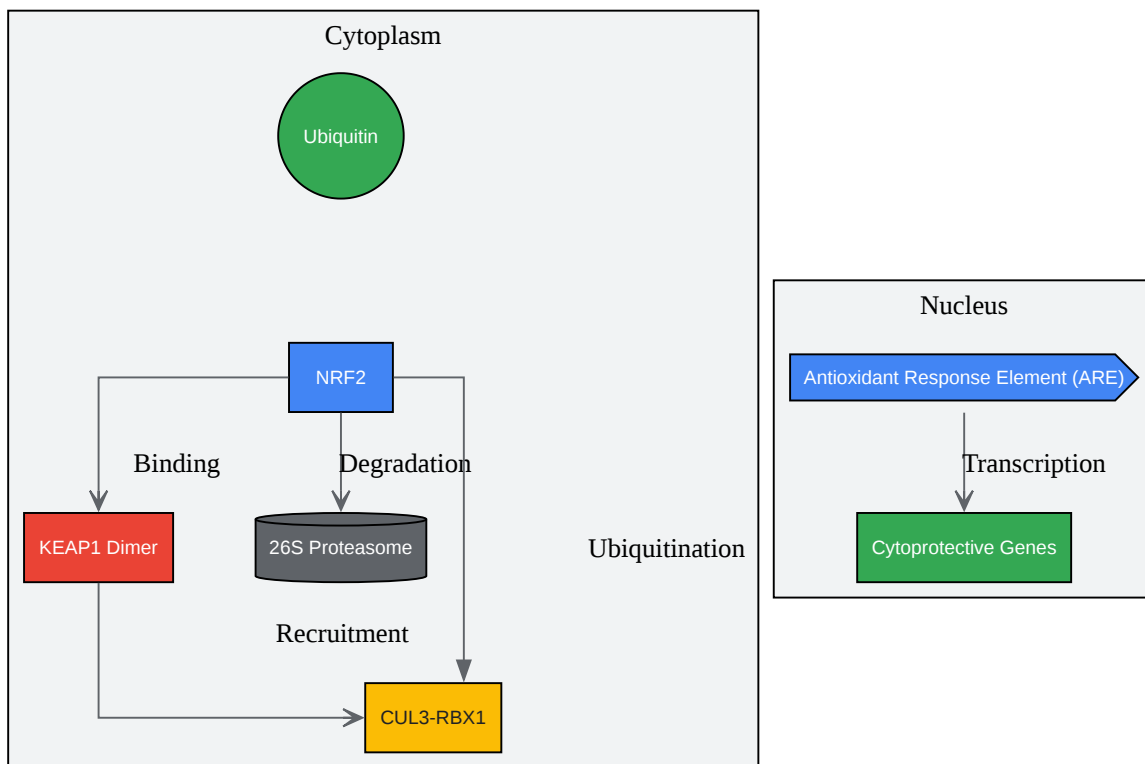 Cytoplasm
Ubiquitin
Nucleus
NRF2
Antioxidant Response Element (ARE)
Binding
Degradation
Transcription
KEAP1 Dimer
26S Proteasome
Ubiquitination
Cytoprotective Genes
Recruitment
CUL3-RBX1